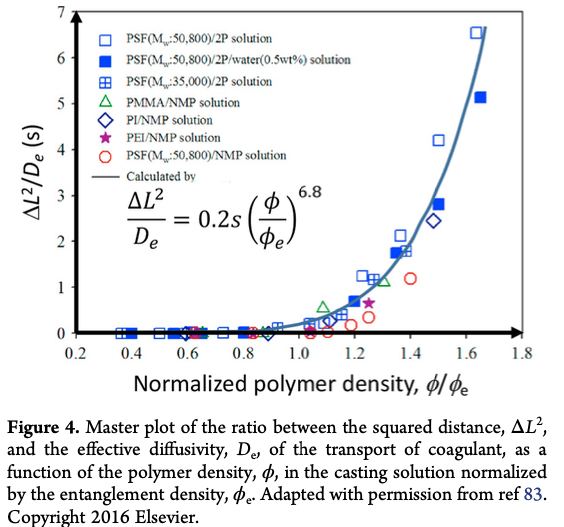 7
6
5
4
3
2
1
0
ΔL²/Dₑ (s)
PSF(Mw:50,800)/2P solution
PSF(Mw:50,800)/2P/water(0.5wt%) solution
PSF(Mw:35,000)/2P solution
PMMA/NMP solution
PI/NMP solution
PEI/NMP solution
PSF(Mw:50,800)/NMP solution
Calculated by
ΔL²/Dₑ = 0.2s (ϕ/ϕₑ)^6.8
0.2 0.4 0.6 0.8 1.0 1.2 1.4 1.6 1.8
Normalized polymer density, ϕ/ϕₑ
Figure 4. Master plot of the ratio between the squared distance, ΔL²,
and the effective diffusivity, Dₑ, of the transport of coagulant, as a
function of the polymer density, ϕ, in the casting solution normalized
by the entanglement density, ϕₑ. Adapted with permission from ref 83.
Copyright 2016 Elsevier.